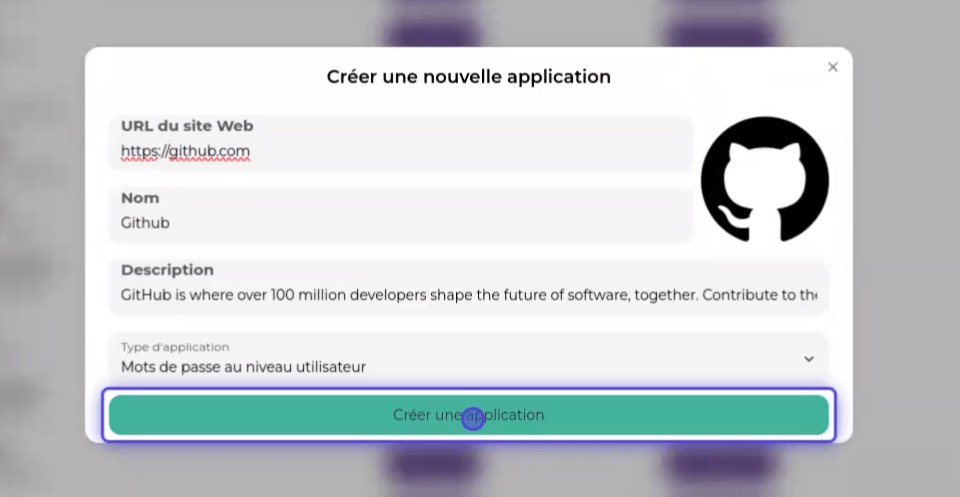 Créer une nouvelle application
×
URL du site Web
https://github.com
Nom
Github
Description
GitHub is where over 100 million developers shape the future of software, together. Contribute to the
Type d'application
Mots de passe au niveau utilisateur
Créer une application